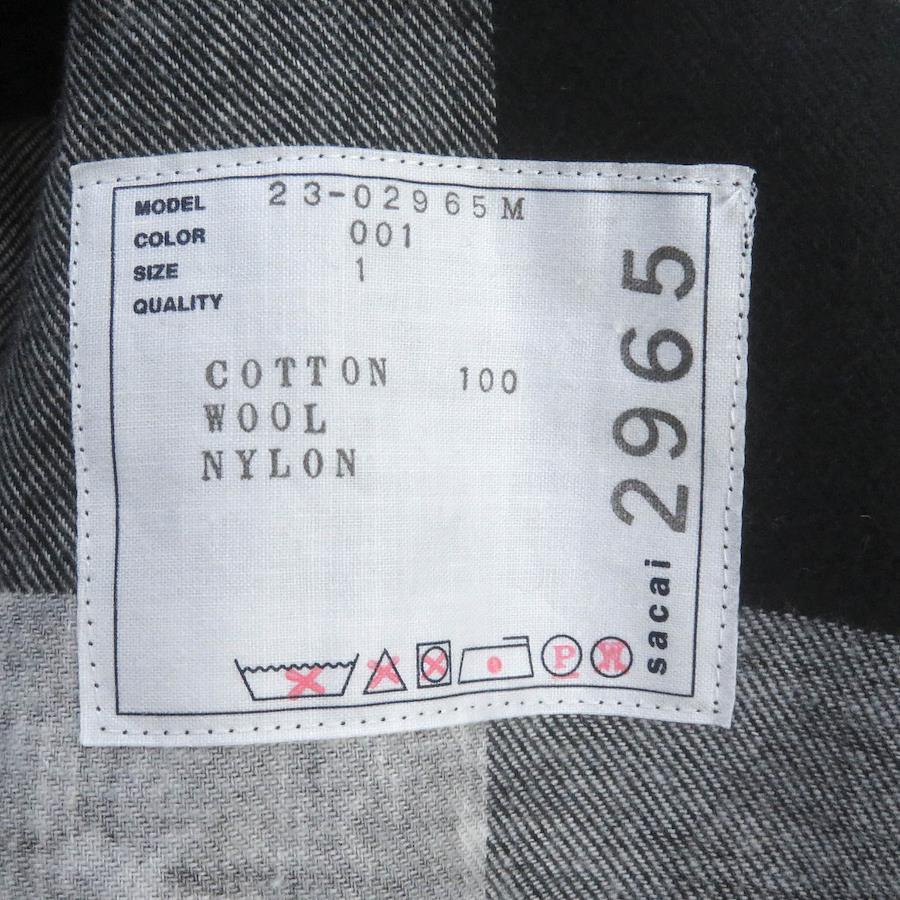 MODEL 23-02965M
COLOR 001
SIZE 1
QUALITY
COTTON 100
WOOL
NYLON
sacai 2965
P
W